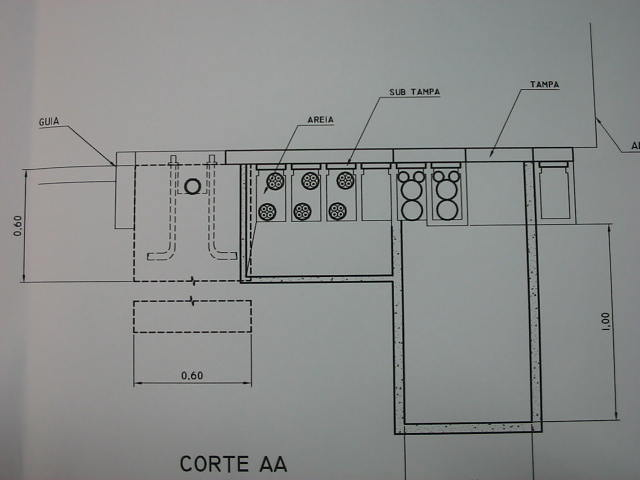 TAMPA
SUB TAMPA
AREIA
GUIA
0.60
1.00
0.60
CORTE AA